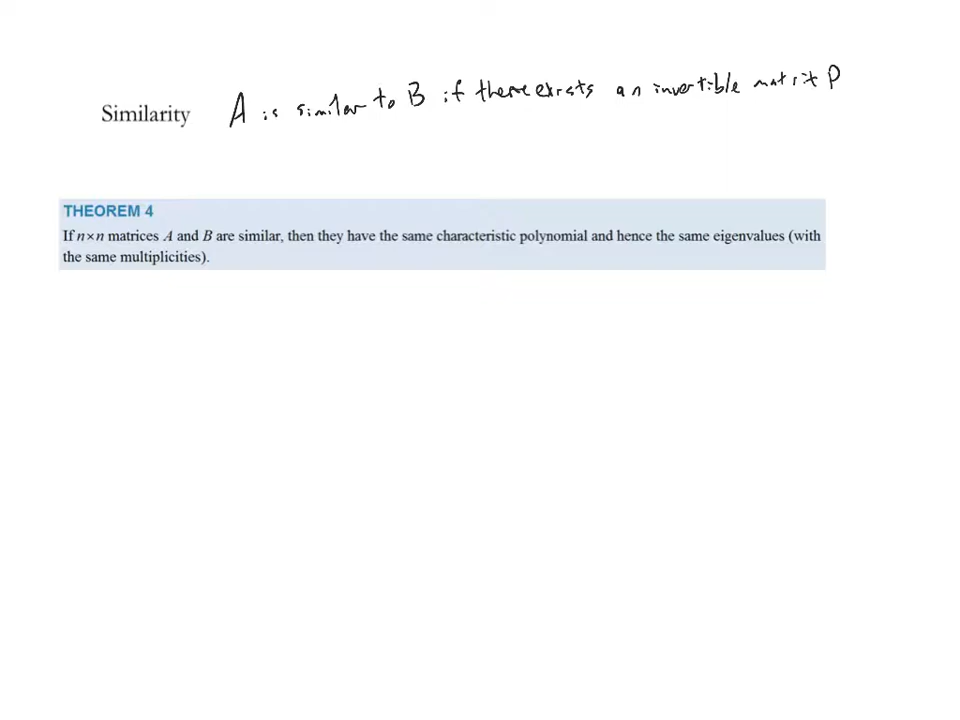 Similarity A is similar to B if there exists an invertible matrix P
THEOREM 4
If n×n matrices A and B are similar, then they have the same characteristic polynomial and hence the same eigenvalues (with
the same multiplicities).